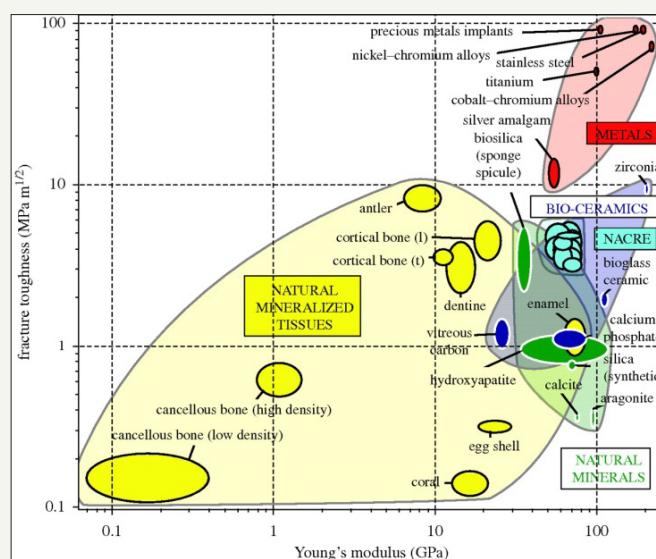 100
precious metals implants
nickel–chromium alloys
stainless steel
titanium
cobalt–chromium alloys
silver amalgam
biosilica
(sponge
spicule)
METALS
zirconia
10
antler
BIO-CERAMICS
cortical bone (l)
NACRE
cortical bone (t)
bioglass
ceramic
NATURAL
MINERALIZED
TISSUES
dentine
enamel
vitreous
carbon
calcium
phosphate
1
hydroxyapatite
silica
(synthetic
calcite
aragonite
cancellous bone (high density)
cancellous bone (low density)
egg shell
coral
NATURAL
MINERALS
0.1
0.1 1 10 100
Young's modulus (GPa)
fracture toughness (MPa m1/2)